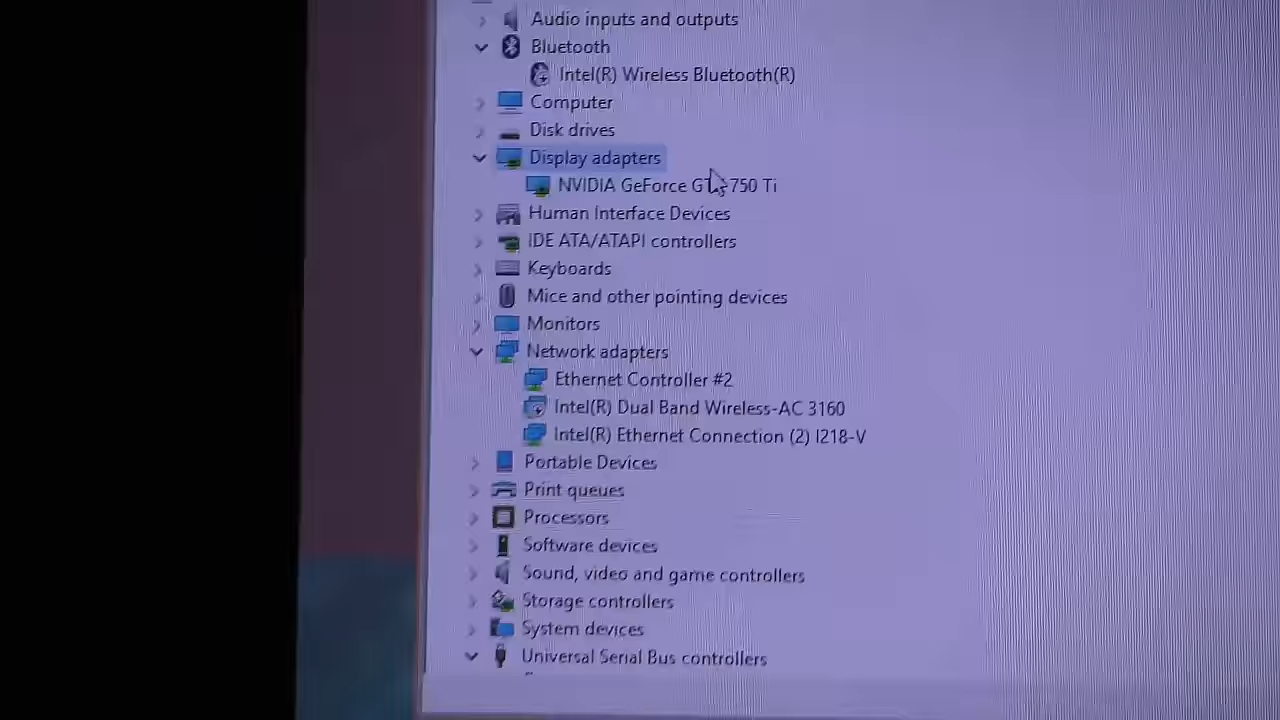 Audio inputs and outputs
Bluetooth
Intel(R) Wireless Bluetooth(R)
Computer
Disk drives
Display adapters
NVIDIA GeForce 750 Ti
Human Interface Devices
IDE ATA/ATAPI controllers
Keyboards
Mice and other pointing devices
Monitors
Network adapters
Ethernet Controller #2
Intel(R) Dual Band Wireless-AC 3160
Intel(R) Ethernet Connection (2) I218-V
Portable Devices
Print queues
Processors
Software devices
Sound, video and game controllers
Storage controllers
System devices
Universal Serial Bus controllers